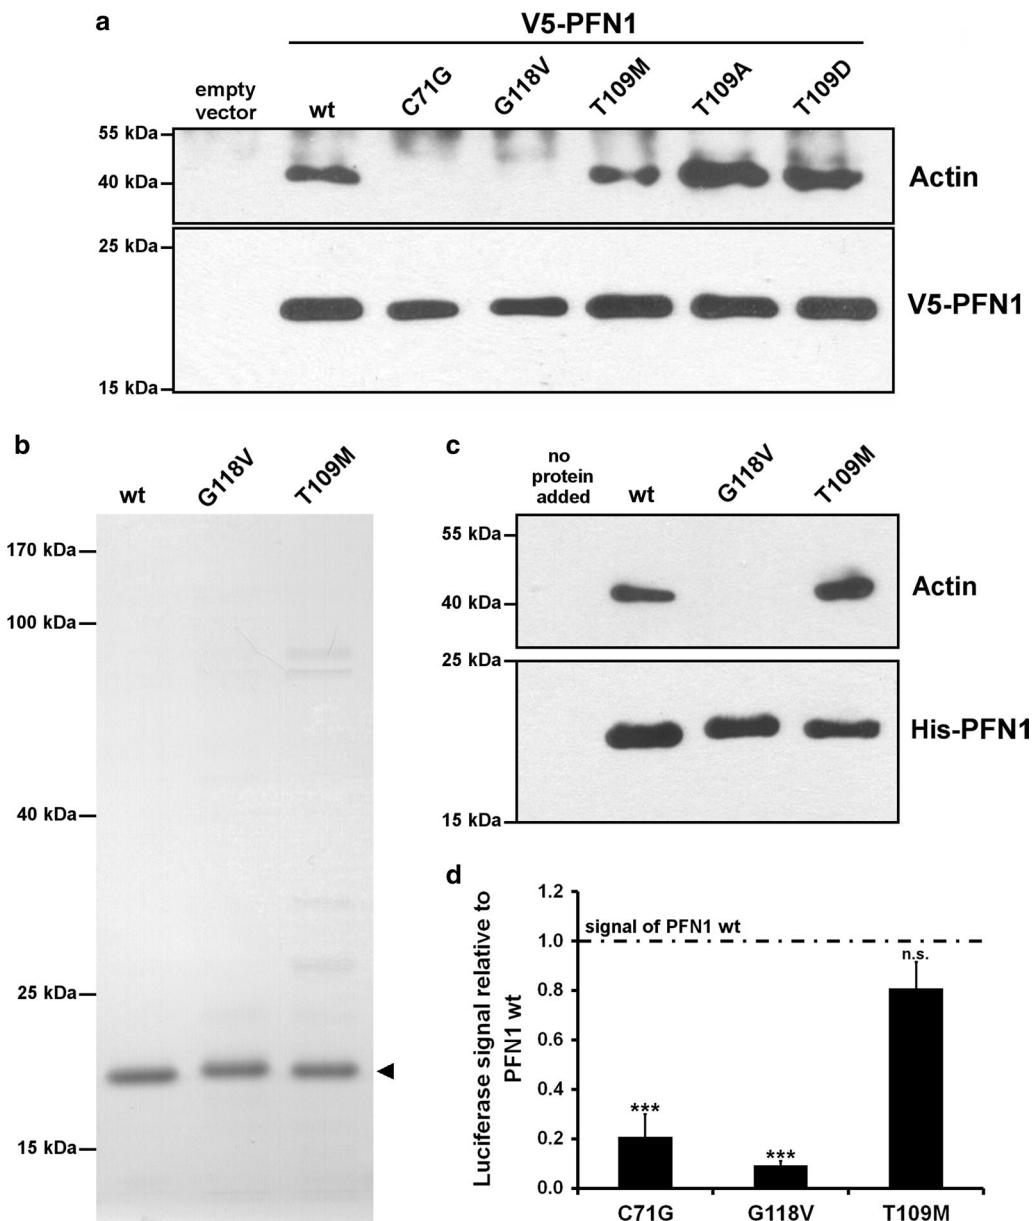 a
V5-PFN1
empty
vector
wt
C71G
G118V
T109M
T109A
T109D
55 kDa
40 kDa
Actin
25 kDa
15 kDa
V5-PFN1
b
wt
G118V
T109M
170 kDa
100 kDa
40 kDa
25 kDa
15 kDa
c
no
protein
added
wt
G118V
T109M
55 kDa
40 kDa
Actin
25 kDa
15 kDa
His-PFN1
d
Luciferase signal relative to
PFN1 wt
1.2
1.0
0.8
0.6
0.4
0.2
0.0
signal of PFN1 wt
***
***
n.s.
C71G
G118V
T109M